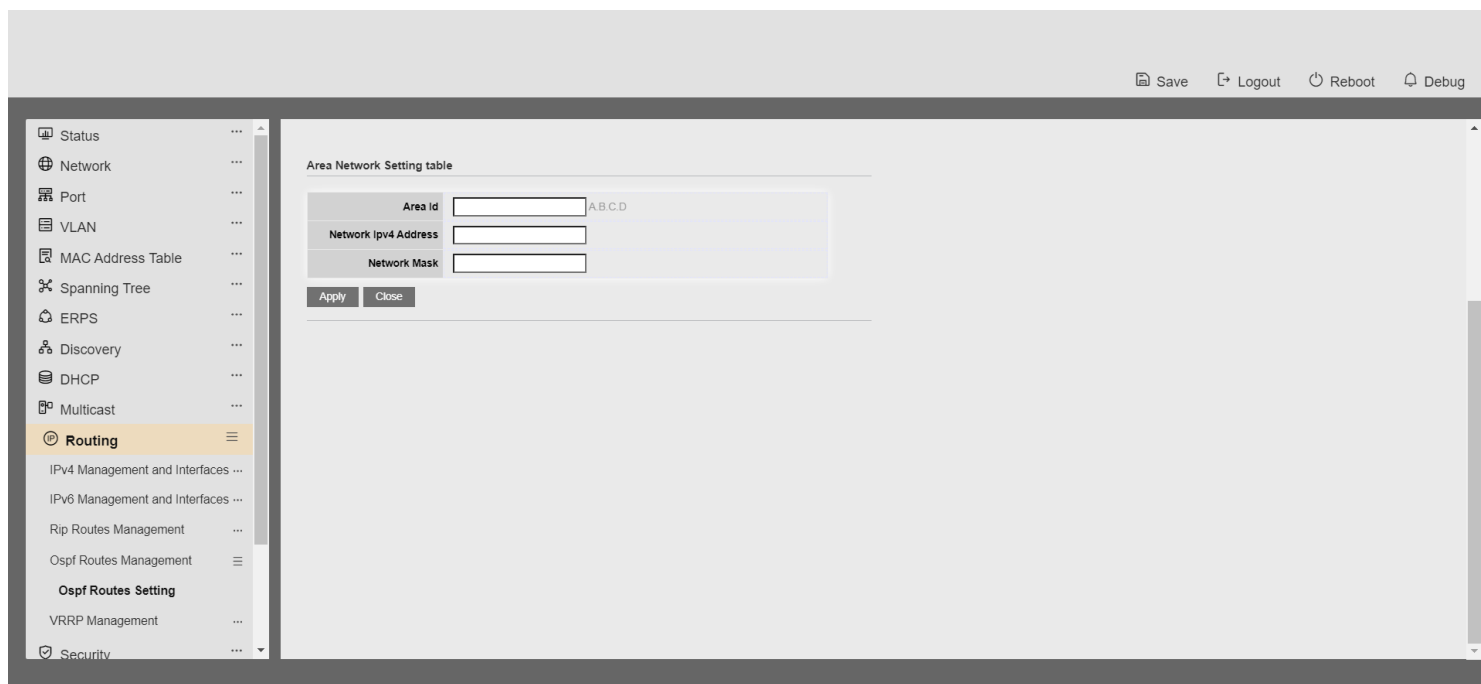 Save Logout Reboot Debug
Status ...
Network ...
Port ...
VLAN ...
MAC Address Table ...
Spanning Tree ...
ERPS ...
Discovery ...
DHCP ...
Multicast ...
IP Routing
IPv4 Management and Interfaces ...
IPv6 Management and Interfaces ...
Rip Routes Management ...
Ospf Routes Management
Ospf Routes Setting
VRRP Management ...
Security ...
Area Network Setting table
Area Id A.B.C.D
Network Ipv4 Address
Network Mask
Apply Close